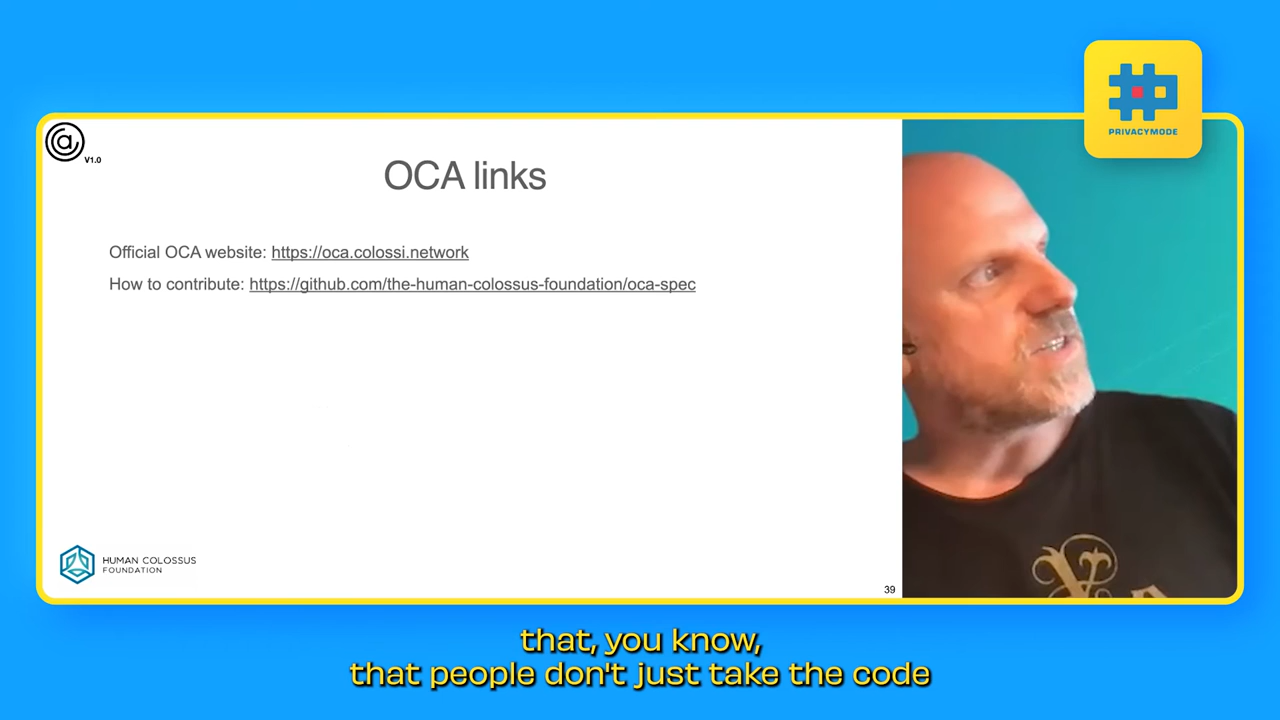 PRIVACYMODE
V1.0
OCA links
Official OCA website: https://oca.colossi.network
How to contribute: https://github.com/the-human-colossus-foundation/oca-spec
HUMAN COLOSSUS
FOUNDATION
39
that, you know,
that people don't just take the code